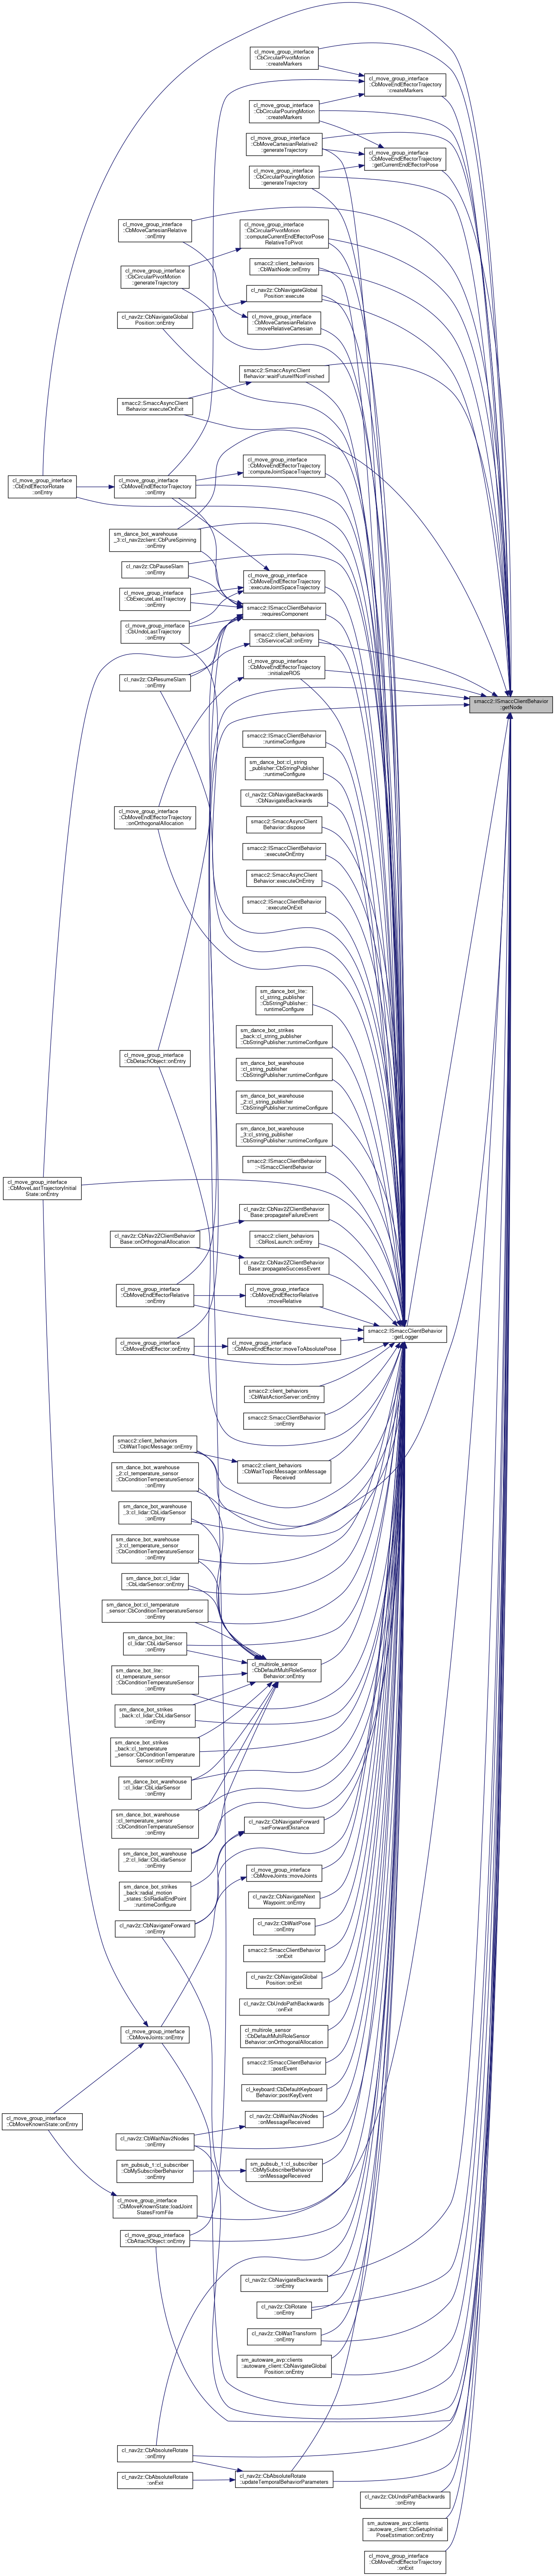 cl_move_group_interface
::CbCircularPivotMotion
::createMarkers
cl_move_group_interface
::CbMoveEndEffectorTrajectory
::createMarkers
cl_move_group_interface
::CbCircularPouringMotion
::createMarkers
cl_move_group_interface
::CbMoveCartesianRelative2
::generateTrajectory
cl_move_group_interface
::CbMoveEndEffectorTrajectory
::getCurrentEndEffectorPose
cl_move_group_interface
::CbCircularPouringMotion
::generateTrajectory
cl_move_group_interface
::CbMoveCartesianRelative
::onEntry
cl_move_group_interface
::CbCircularPivotMotion
::computeCurrentEndEffectorPose
RelativeToPivot
smacc2::client_behaviors
::CbWaitNode::onEntry
cl_move_group_interface
::CbCircularPivotMotion
::generateTrajectory
cl_nav2z::CbNavigateGlobal
Position::execute
cl_nav2z::CbNavigateGlobal
Position::onEntry
cl_move_group_interface
::CbMoveCartesianRelative
::moveRelativeCartesian
smacc2::SmaccAsyncClient
Behavior::waitFutureIfNotFinished
smacc2::SmaccAsyncClient
Behavior::executeOnExit
cl_move_group_interface
::CbMoveEndEffectorTrajectory
::computeJointSpaceTrajectory
cl_move_group_interface
::CbEndEffectorRotate
::onEntry
cl_move_group_interface
::CbMoveEndEffectorTrajectory
::onEntry
sm_dance_bot_warehouse
_3::cl_nav2zclient::CbPureSpinning
::onEntry
cl_nav2z::CbPauseSlam
::onEntry
cl_move_group_interface
::CbMoveEndEffectorTrajectory
::executeJointSpaceTrajectory
cl_move_group_interface
::CbExecuteLastTrajectory
::onEntry
smacc2::ISmaccClientBehavior
::requiresComponent
cl_move_group_interface
::CbUndoLastTrajectory
::onEntry
smacc2::client_behaviors
::CbServiceCall::onEntry
cl_nav2z::CbResumeSlam
::onEntry
cl_move_group_interface
::CbMoveEndEffectorTrajectory
::initializeROS
smacc2::ISmaccClientBehavior
::getNode
smacc2::ISmaccClientBehavior
::runtimeConfigure
sm_dance_bot::cl_string
_publisher::CbStringPublisher
::runtimeConfigure
cl_nav2z::CbNavigateBackwards
::CbNavigateBackwards
cl_move_group_interface
::CbMoveEndEffectorTrajectory
::onOrthogonalAllocation
smacc2::SmaccAsyncClient
Behavior::dispose
smacc2::ISmaccClientBehavior
::executeOnEntry
smacc2::SmaccAsyncClient
Behavior::executeOnEntry
smacc2::ISmaccClientBehavior
::executeOnExit
sm_dance_bot_lite::
cl_string_publisher
::CbStringPublisher::
runtimeConfigure
sm_dance_bot_strikes
_back::cl_string_publisher
::CbStringPublisher::runtimeConfigure
cl_move_group_interface
::CbDetachObject::onEntry
sm_dance_bot_warehouse
::cl_string_publisher::
CbStringPublisher::runtimeConfigure
sm_dance_bot_warehouse
_2::cl_string_publisher
::CbStringPublisher::runtimeConfigure
sm_dance_bot_warehouse
_3::cl_string_publisher
::CbStringPublisher::runtimeConfigure
smacc2::ISmaccClientBehavior
::~ISmaccClientBehavior
cl_move_group_interface
::CbMoveLastTrajectoryInitial
State::onEntry
cl_nav2z::CbNav2ZClientBehavior
Base::propagateFailureEvent
cl_nav2z::CbNav2ZClientBehavior
Base::onOrthogonalAllocation
smacc2::client_behaviors
::CbRosLaunch::onEntry
cl_nav2z::CbNav2ZClientBehavior
Base::propagateSuccessEvent
cl_move_group_interface
::CbMoveEndEffectorRelative
::onEntry
cl_move_group_interface
::CbMoveEndEffectorRelative
::moveRelative
smacc2::ISmaccClientBehavior
::getLogger
cl_move_group_interface
::CbMoveEndEffector::onEntry
cl_move_group_interface
::CbMoveEndEffector::moveToAbsolutePose
smacc2::client_behaviors
::CbWaitActionServer::onEntry
smacc2::SmaccClientBehavior
::onEntry
smacc2::client_behaviors
::CbWaitTopicMessage::onEntry
smacc2::client_behaviors
::CbWaitTopicMessage::onMessage
Received
sm_dance_bot_warehouse
_2::cl_temperature_sensor
::CbConditionTemperatureSensor
::onEntry
sm_dance_bot_warehouse
_3::cl_lidar::CbLidarSensor
::onEntry
sm_dance_bot_warehouse
_3::cl_temperature_sensor
::CbConditionTemperatureSensor
::onEntry
sm_dance_bot::cl_lidar
::CbLidarSensor::onEntry
sm_dance_bot::cl_temperature
_sensor::CbConditionTemperatureSensor
::onEntry
sm_dance_bot_lite::
cl_lidar::CbLidarSensor
::onEntry
cl_multirole_sensor
::CbDefaultMultiRoleSensor
Behavior::onEntry
sm_dance_bot_lite::
cl_temperature_sensor
::CbConditionTemperatureSensor
::onEntry
sm_dance_bot_strikes
_back::cl_lidar::CbLidarSensor
::onEntry
sm_dance_bot_strikes
_back::cl_temperature
_sensor::CbConditionTemperature
Sensor::onEntry
sm_dance_bot_warehouse
::cl_lidar::CbLidarSensor
::onEntry
sm_dance_bot_warehouse
::cl_temperature_sensor::
CbConditionTemperatureSensor
::onEntry
cl_nav2z::CbNavigateForward
::setForwardDistance
sm_dance_bot_warehouse
_2::cl_lidar::CbLidarSensor
::onEntry
cl_move_group_interface
::CbMoveJoints::moveJoints
sm_dance_bot_strikes
_back::radial_motion
_states::StiRadialEndPoint
::runtimeConfigure
cl_nav2z::CbNavigateNext
Waypoint::onEntry
cl_nav2z::CbNavigateForward
::onEntry
cl_nav2z::CbWaitPose
::onEntry
smacc2::SmaccClientBehavior
::onExit
cl_nav2z::CbNavigateGlobal
Position::onExit
cl_nav2z::CbUndoPathBackwards
::onExit
cl_move_group_interface
::CbMoveJoints::onEntry
cl_multirole_sensor
::CbDefaultMultiRoleSensor
Behavior::onOrthogonalAllocation
smacc2::ISmaccClientBehavior
::postEvent
cl_keyboard::CbDefaultKeyboard
Behavior::postKeyEvent
cl_move_group_interface
::CbMoveKnownState::onEntry
cl_nav2z::CbWaitNav2Nodes
::onMessageReceived
cl_nav2z::CbWaitNav2Nodes
::onEntry
sm_pubsub_1::cl_subscriber
::CbMySubscriberBehavior
::onEntry
sm_pubsub_1::cl_subscriber
::CbMySubscriberBehavior
::onMessageReceived
cl_move_group_interface
::CbMoveKnownState::loadJoint
StatesFromFile
cl_move_group_interface
::CbAttachObject::onEntry
cl_nav2z::CbNavigateBackwards
::onEntry
cl_nav2z::CbRotate
::onEntry
cl_nav2z::CbWaitTransform
::onEntry
sm_autoware_avp::clients
::autoware_client::CbNavigateGlobal
Position::onEntry
cl_nav2z::CbAbsoluteRotate
::onEntry
cl_nav2z::CbAbsoluteRotate
::onExit
cl_nav2z::CbAbsoluteRotate
::updateTemporalBehaviorParameters
cl_nav2z::CbUndoPathBackwards
::onEntry
sm_autoware_avp::clients
::autoware_client::CbSetupInitial
PoseEstimation::onEntry
cl_move_group_interface
::CbMoveEndEffectorTrajectory
::onExit